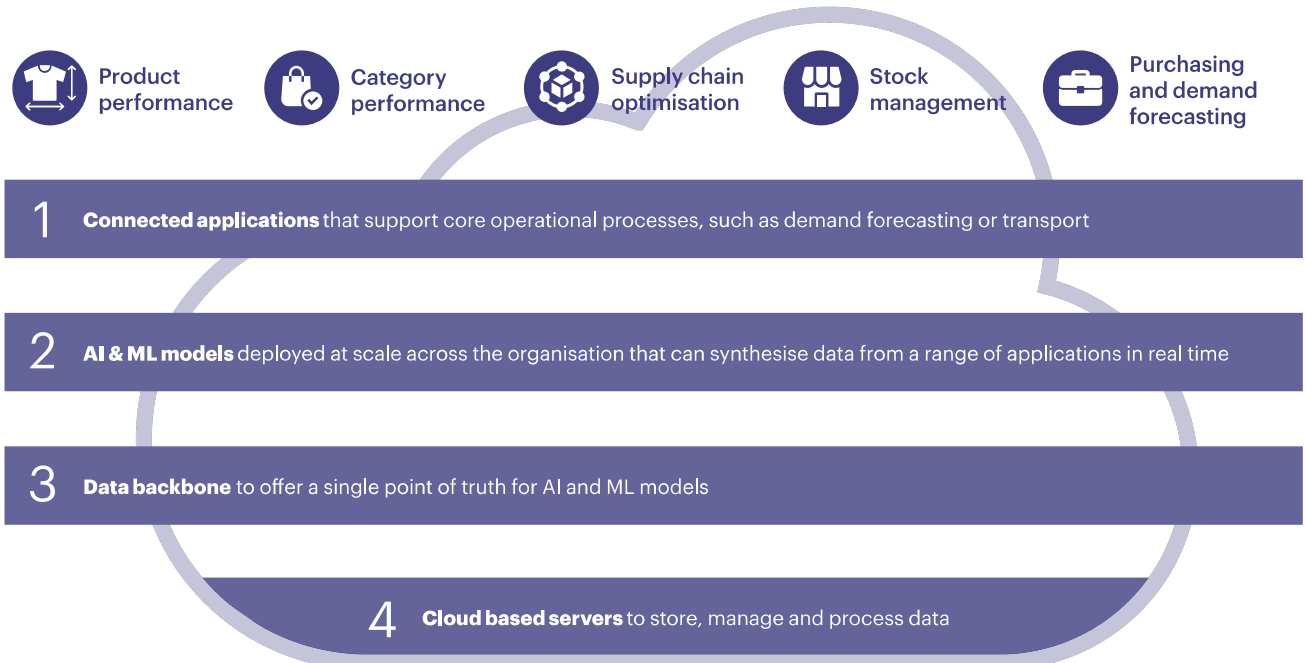 Product
performance
Category
performance
Supply chain
optimisation
Stock
management
Purchasing
and demand
forecasting
1 Connected applications that support core operational processes, such as demand forecasting or transport
2 AI & ML models deployed at scale across the organisation that can synthesise data from a range of applications in real time
3 Data backbone to offer a single point of truth for AI and ML models
4 Cloud based servers to store, manage and process data